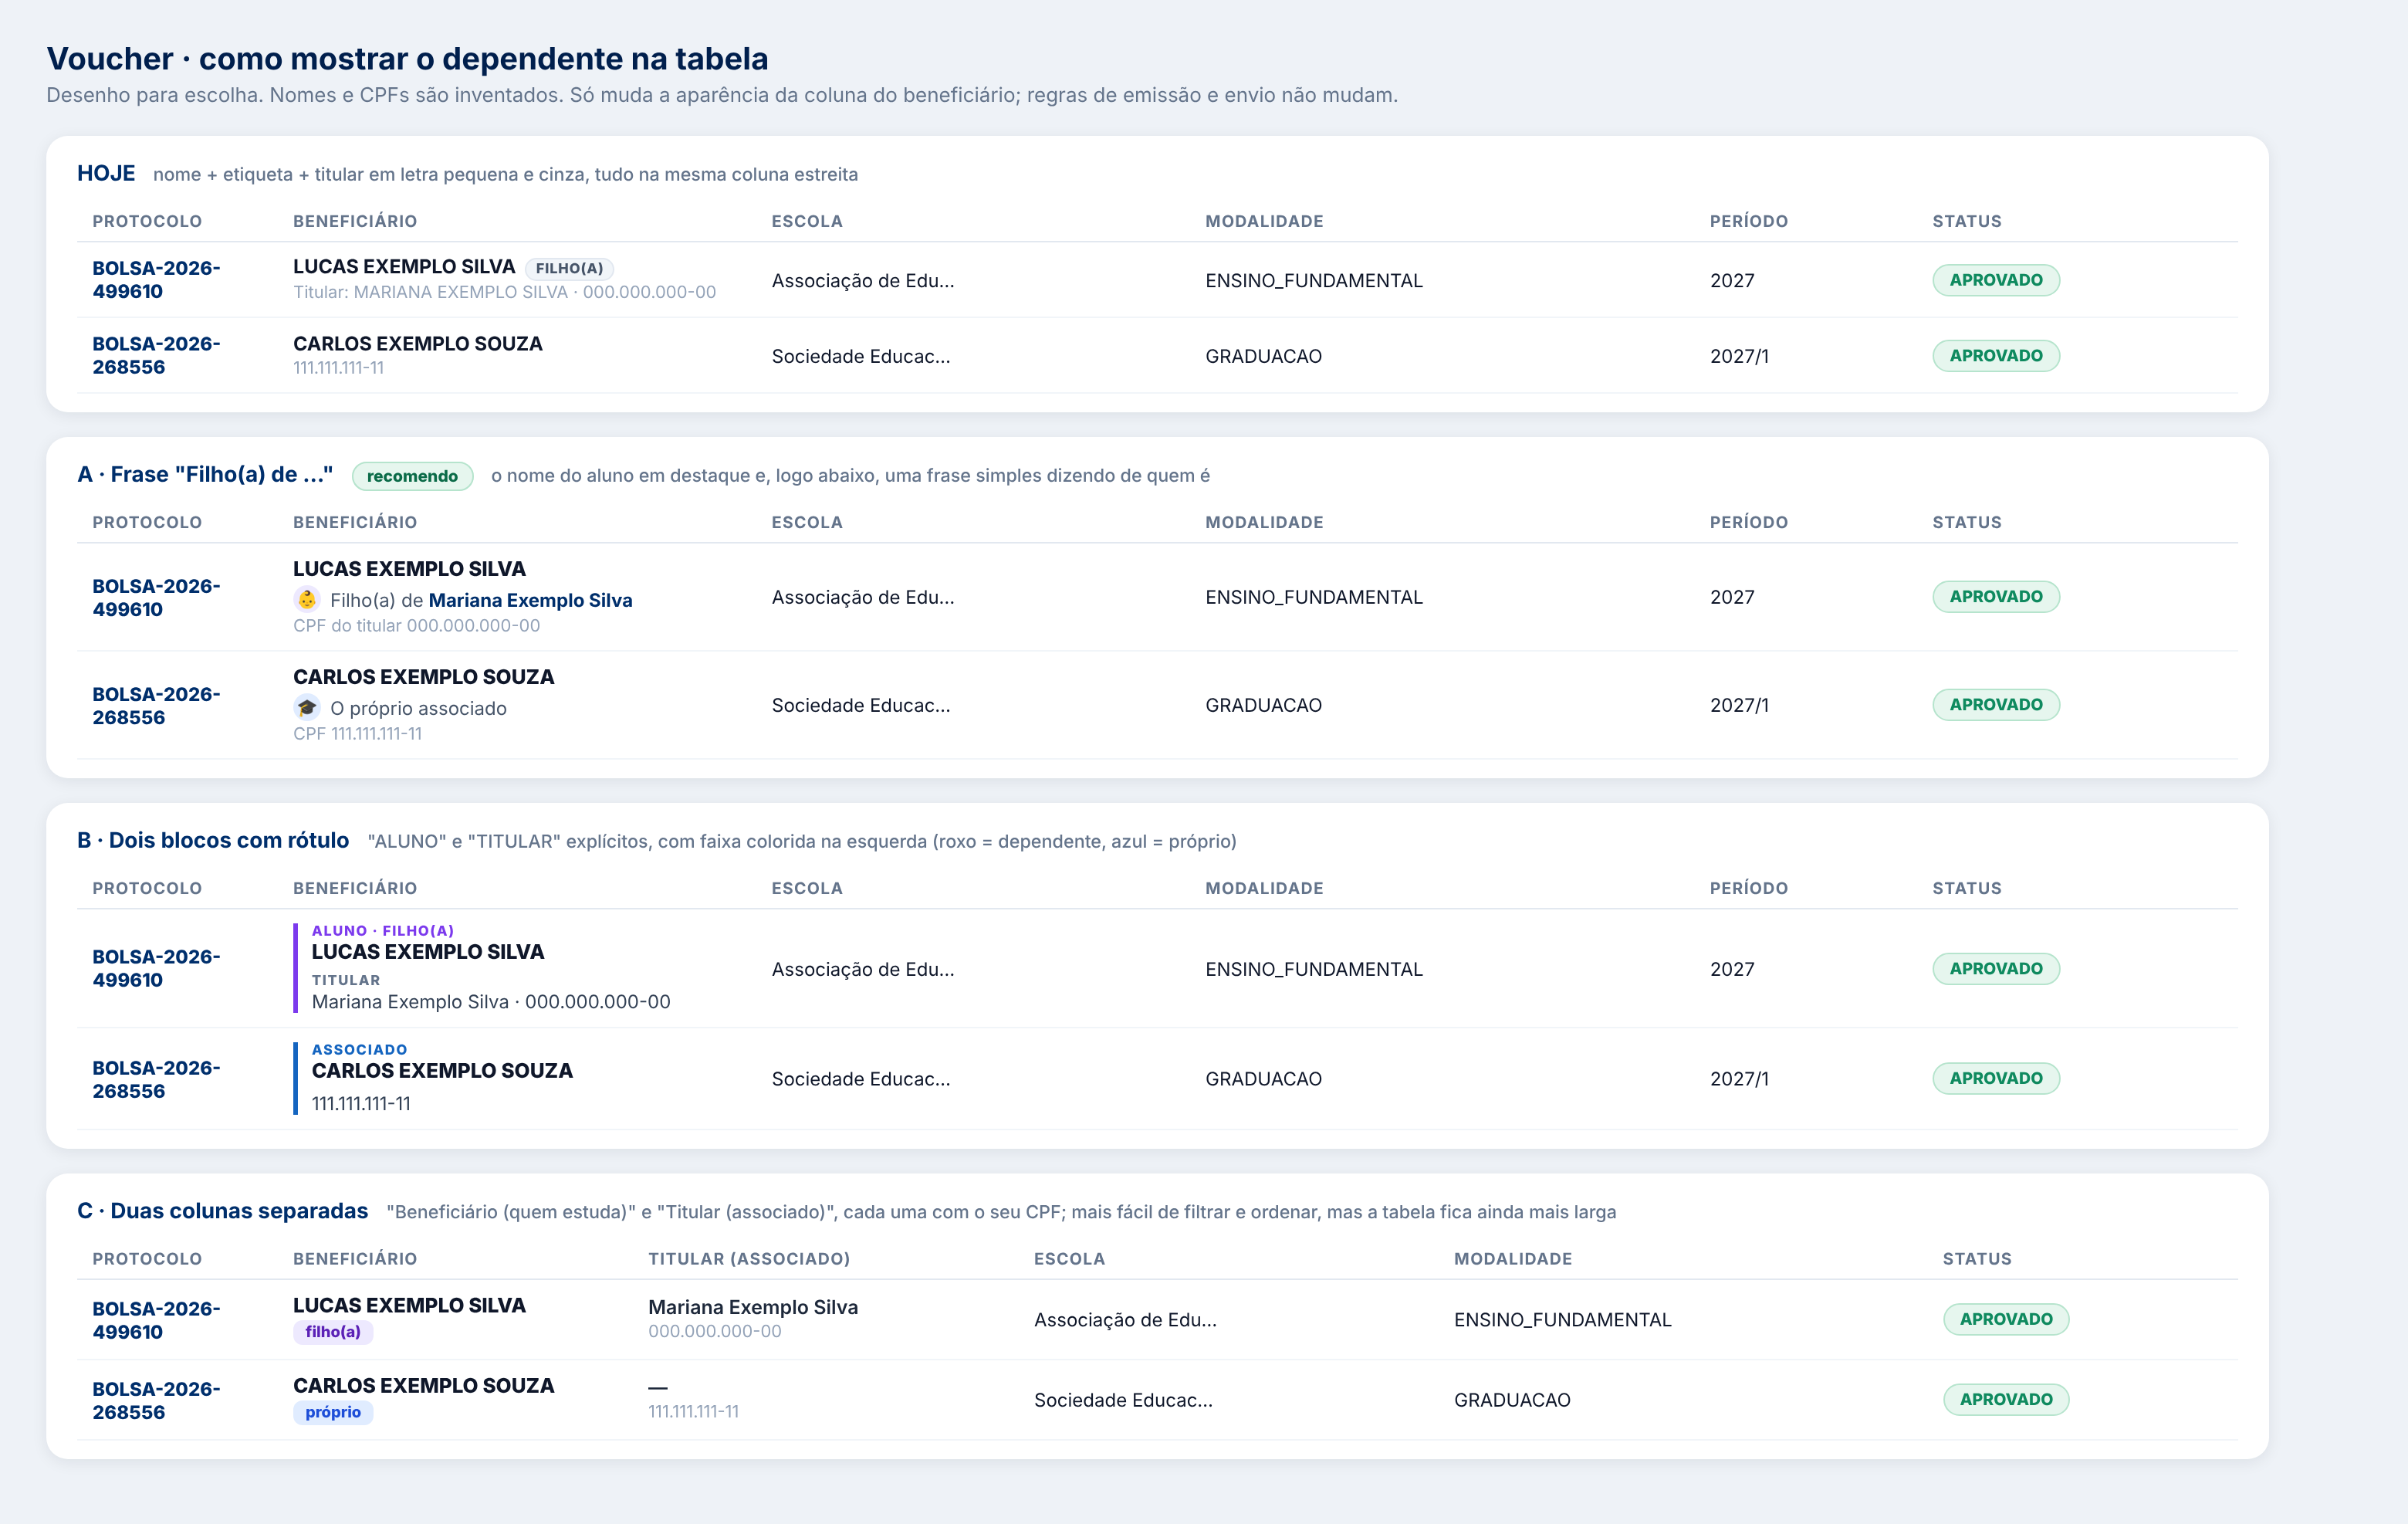 Voucher · como mostrar o dependente na tabela
Desenho para escolha. Nomes e CPFs são inventados. Só muda a aparência da coluna do beneficiário; regras de emissão e envio não mudam.
HOJE nome + etiqueta + titular em letra pequena e cinza, tudo na mesma coluna estreita
PROTOCOLO BENEFICIÁRIO ESCOLA MODALIDADE PERÍODO STATUS
BOLSA-2026-499610 LUCAS EXEMPLO SILVA FILHO(A) Associação de Edu... ENSINO_FUNDAMENTAL 2027 APROVADO
Titular: MARIANA EXEMPLO SILVA · 000.000.000-00
BOLSA-2026-268556 CARLOS EXEMPLO SOUZA Sociedade Educac... GRADUACAO 2027/1 APROVADO
111.111.111-11
A · Frase "Filho(a) de ..." recomendo o nome do aluno em destaque e, logo abaixo, uma frase simples dizendo de quem é
PROTOCOLO BENEFICIÁRIO ESCOLA MODALIDADE PERÍODO STATUS
LUCAS EXEMPLO SILVA
BOLSA-2026-499610 👶 Filho(a) de Mariana Exemplo Silva Associação de Edu... ENSINO_FUNDAMENTAL 2027 APROVADO
CPF do titular 000.000.000-00
CARLOS EXEMPLO SOUZA
BOLSA-2026-268556 🎓 O próprio associado Sociedade Educac... GRADUACAO 2027/1 APROVADO
CPF 111.111.111-11
B · Dois blocos com rótulo "ALUNO" e "TITULAR" explícitos, com faixa colorida na esquerda (roxo = dependente, azul = próprio)
PROTOCOLO BENEFICIÁRIO ESCOLA MODALIDADE PERÍODO STATUS
ALUNO · FILHO(A)
BOLSA-2026-499610 LUCAS EXEMPLO SILVA Associação de Edu... ENSINO_FUNDAMENTAL 2027 APROVADO
TITULAR
Mariana Exemplo Silva · 000.000.000-00
ASSOCIADO
BOLSA-2026-268556 CARLOS EXEMPLO SOUZA Sociedade Educac... GRADUACAO 2027/1 APROVADO
111.111.111-11
C · Duas colunas separadas "Beneficiário (quem estuda)" e "Titular (associado)", cada uma com o seu CPF; mais fácil de filtrar e ordenar, mas a tabela fica ainda mais larga
PROTOCOLO BENEFICIÁRIO TITULAR (ASSOCIADO) ESCOLA MODALIDADE STATUS
BOLSA-2026-499610 LUCAS EXEMPLO SILVA Mariana Exemplo Silva Associação de Edu... ENSINO_FUNDAMENTAL APROVADO
filho(a) 000.000.000-00
BOLSA-2026-268556 CARLOS EXEMPLO SOUZA — Sociedade Educac... GRADUACAO APROVADO
próprio 111.111.111-11